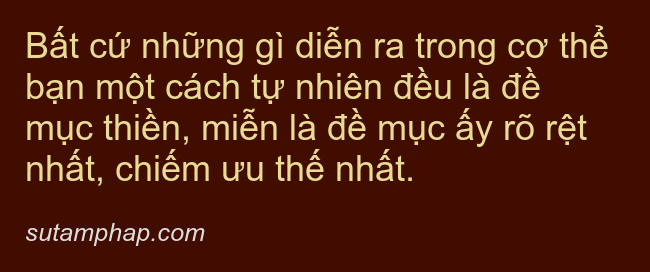 Bất cứ những gì diễn ra trong cơ thể
bạn một cách tự nhiên đều là đề
mục thiền, miễn là đề mục ấy rõ rệt
nhất, chiếm ưu thế nhất.
sutamphap.com